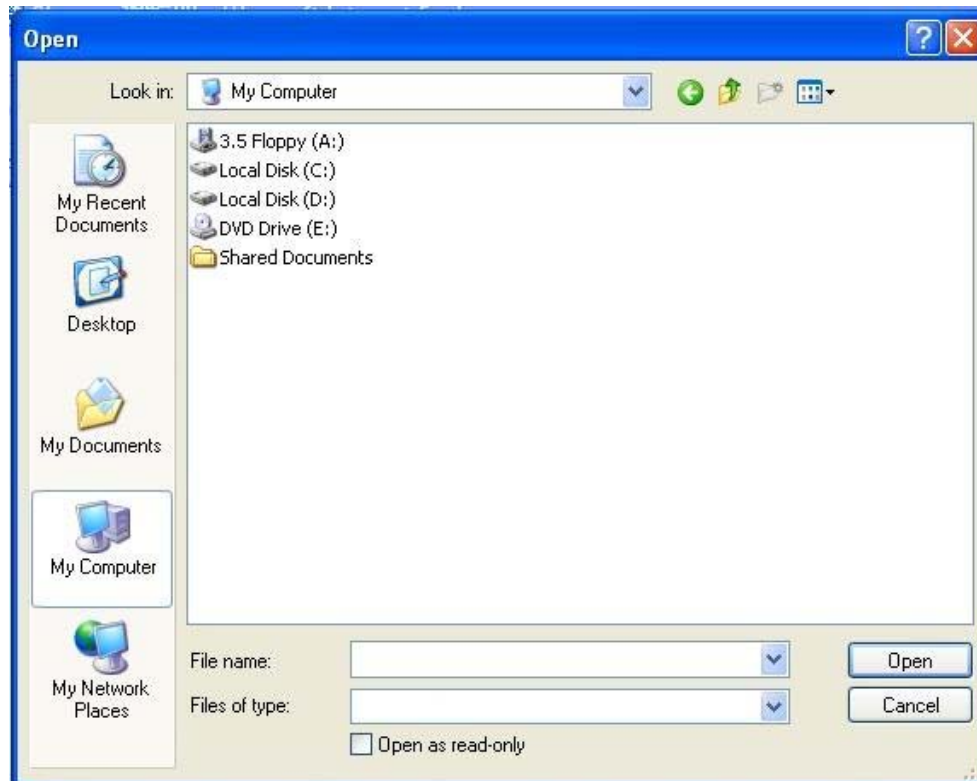 Open
Look in: My Computer
3.5 Floppy (A:)
Local Disk (C:)
Local Disk (D:)
DVD Drive (E:)
Shared Documents
My Recent
Documents
Desktop
My Documents
My Computer
My Network
Places
File name:
Open
Files of type:
Cancel
Open as read-only